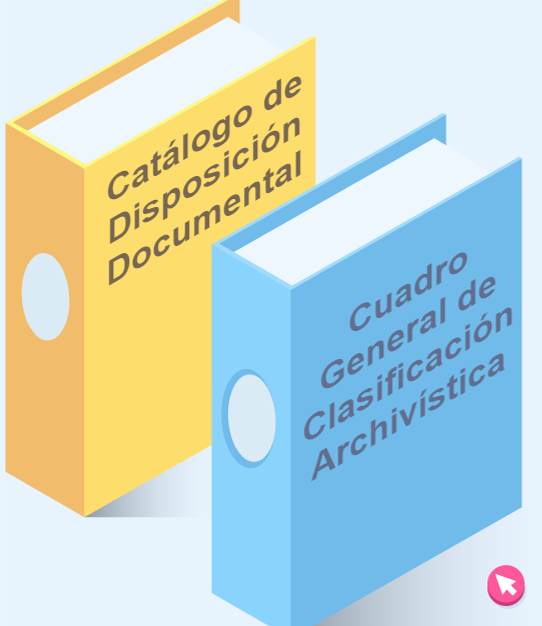 Catálogo de
Disposición
Documental
Cuadro
General de
Clasificación
Archivística